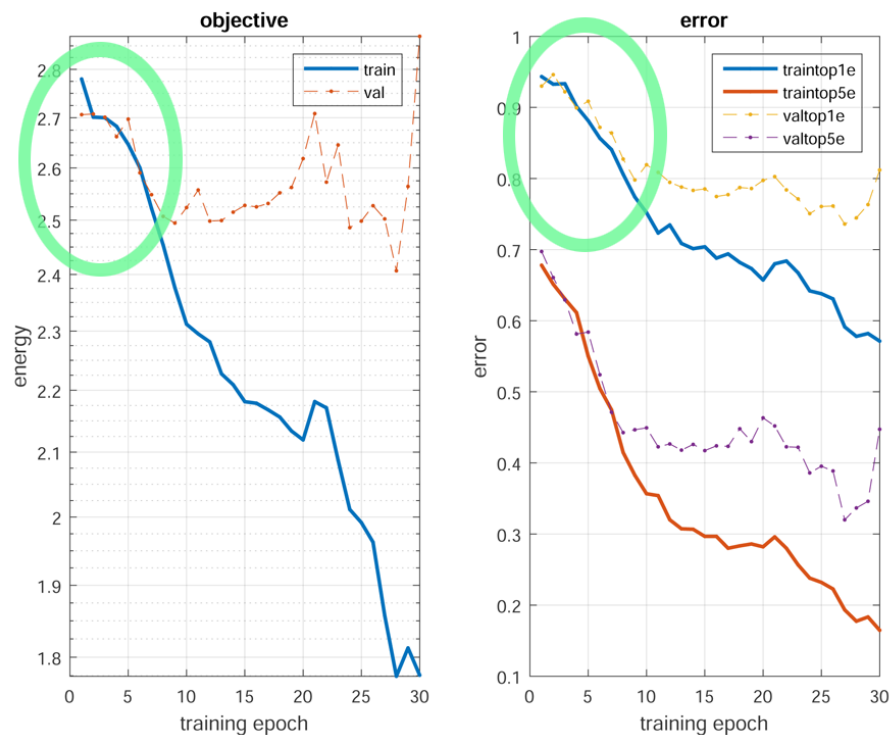 objective
energy
2.8
2.7
2.6
2.5
2.4
2.3
2.2
2.1
2
1.9
1.8
0 5 10 15 20 25 30
training epoch
train
val
error
error
1
0.9
0.8
0.7
0.6
0.5
0.4
0.3
0.2
0.1
0 5 10 15 20 25 30
training epoch
traintop1e
traintop5e
valtop1e
valtop5e